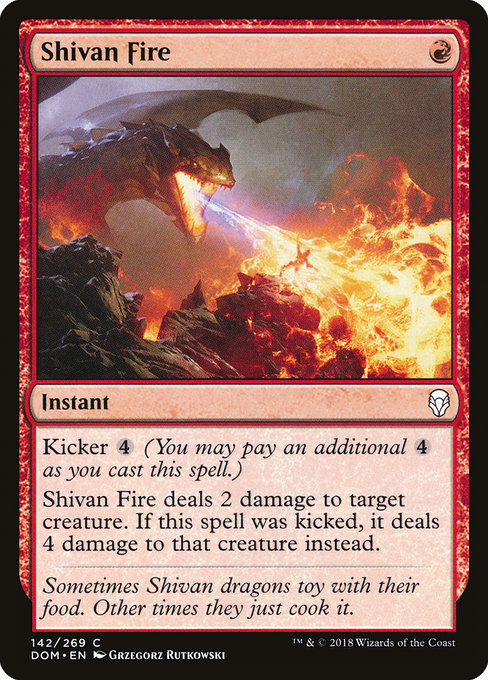 Shivan Fire
Instant
Kicker 4 (You may pay an additional 4
as you cast this spell.)
Shivan Fire deals 2 damage to target
creature. If this spell was kicked, it deals
4 damage to that creature instead.
Sometimes Shivan dragons toy with their
food. Other times they just cook it.
142/269 C
DOM • EN Grzegorz Rutkowski
™ & © 2018 Wizards of the Coast